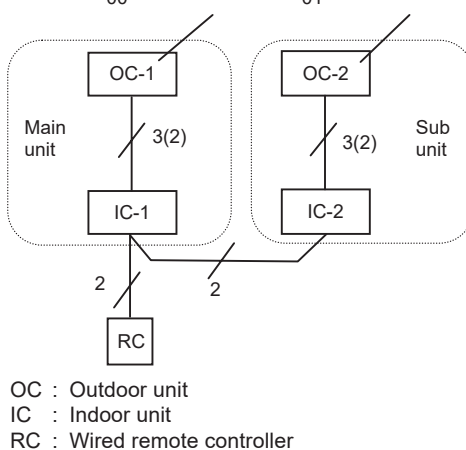 OC-1
OC-2
Main
unit
3(2)
3(2)
Sub
unit
IC-1
IC-2
2
2
RC
OC : Outdoor unit
IC : Indoor unit
RC : Wired remote controller